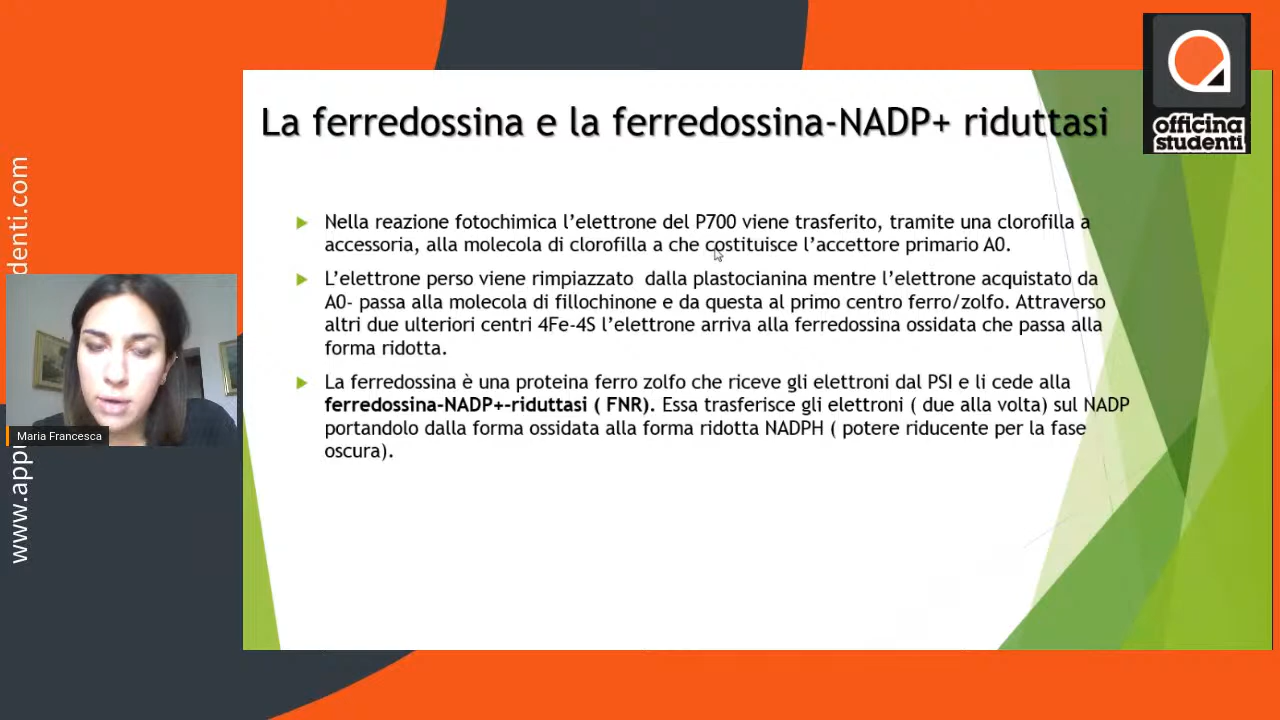 La ferredossina e la ferredossina-NADP+ riduttasi
officina
studenti
Nella reazione fotochimica l’elettrone del P700 viene trasferito, tramite una clorofilla a
accessoria, alla molecola di clorofilla a che costituisce l’accettore primario A0.
L’elettrone perso viene rimpiazzato dalla plastocianina mentre l’elettrone acquistato da
A0- passa alla molecola di fillochinone e da questa al primo centro ferro/zolfo. Attraverso
altri due ulteriori centri 4Fe-4S l’elettrone arriva alla ferredossina ossidata che passa alla
forma ridotta.
La ferredossina è una proteina ferro zolfo che riceve gli elettroni dal PSI e li cede alla
ferredossina-NADP+-riduttasi ( FNR). Essa trasferisce gli elettroni ( due alla volta) sul NADP
portandolo dalla forma ossidata alla forma ridotta NADPH ( potere riducente per la fase
oscura).
Maria Francesca
www.app
denti.com